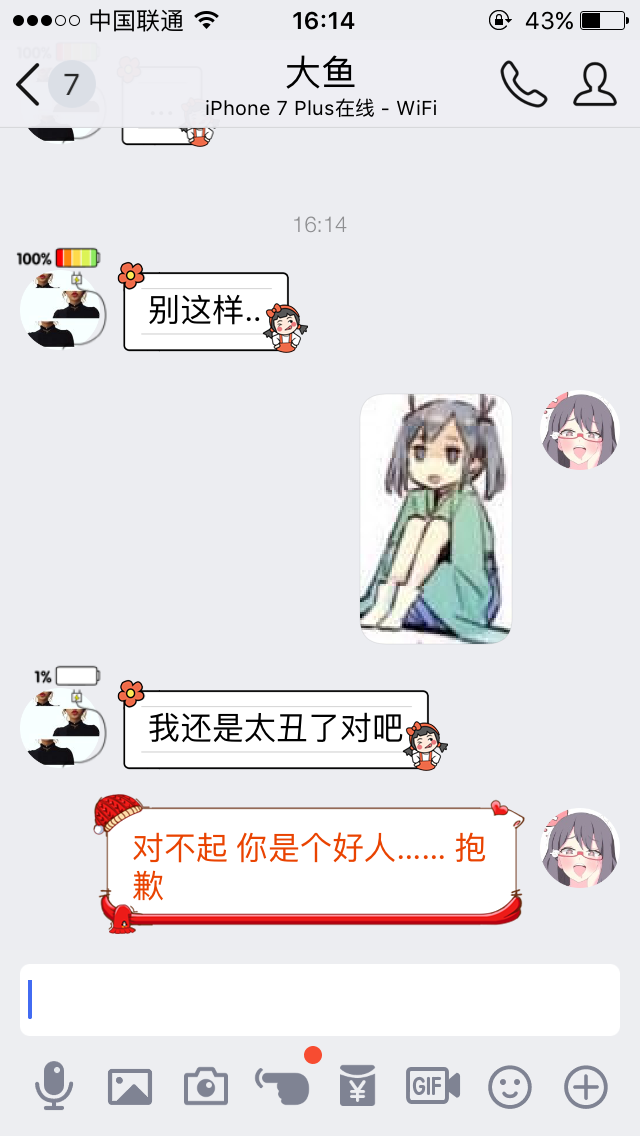 中国联通 16:14 43%
7 大鱼
iPhone 7 Plus在线 - WiFi
100%
...
16:14
100%
别这样..
1%
我还是太丑了对吧
对不起 你是个好人...... 抱
歉
¥ GIF